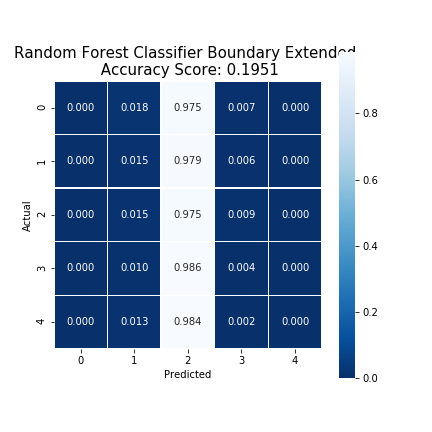 Random Forest Classifier Boundary Extended
Accuracy Score: 0.1951
0 0.000 0.018 0.975 0.007 0.000
1 0.000 0.015 0.979 0.006 0.000
2 0.000 0.015 0.975 0.009 0.000
3 0.000 0.010 0.986 0.004 0.000
4 0.000 0.013 0.984 0.002 0.000
Actual
0 1 2 3 4
Predicted
0.8
0.6
0.4
0.2
0.0